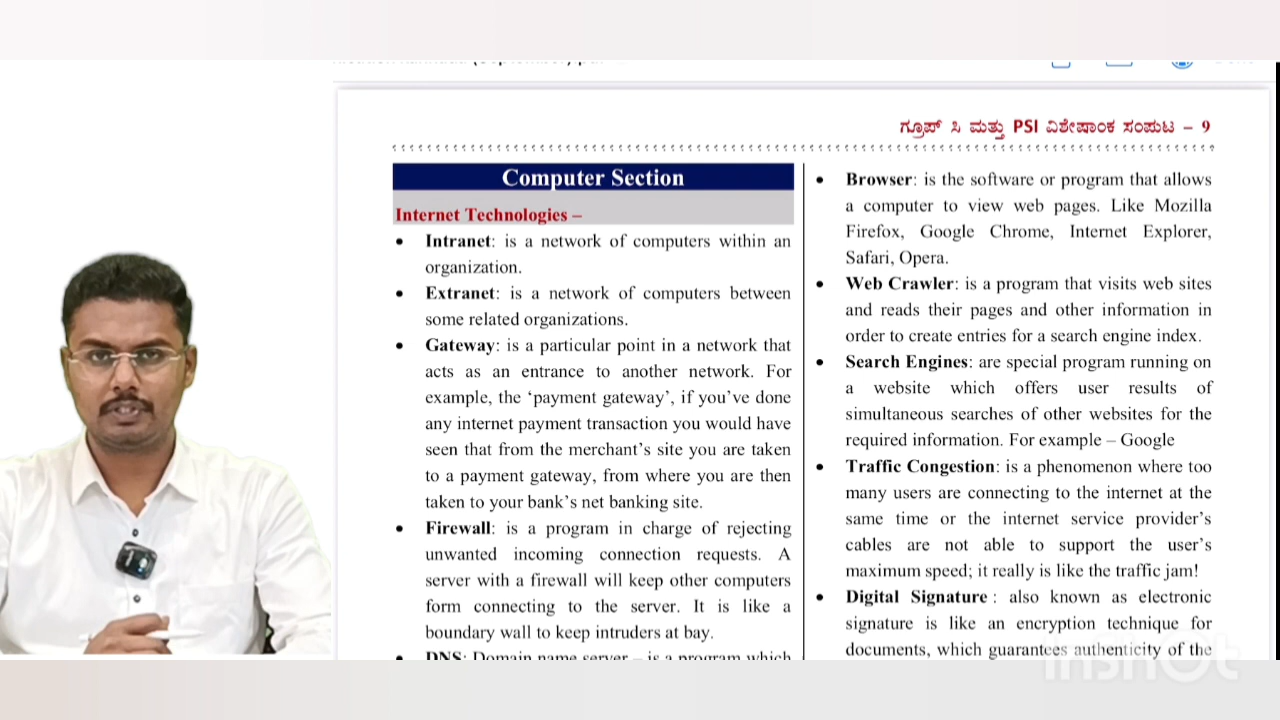 ಗ್ರೂಪ್ ಸಿ ಮತ್ತು PSI ವಿಶೇಷಾಂಕ ಸಂಪುಟ – 9
Computer Section
Internet Technologies –
• Intranet: is a network of computers within an
organization.
• Extranet: is a network of computers between
some related organizations.
• Gateway: is a particular point in a network that
acts as an entrance to another network. For
example, the ‘payment gateway’, if you’ve done
any internet payment transaction you would have
seen that from the merchant’s site you are taken
to a payment gateway, from where you are then
taken to your bank’s net banking site.
• Firewall: is a program in charge of rejecting
unwanted incoming connection requests. A
server with a firewall will keep other computers
form connecting to the server. It is like a
boundary wall to keep intruders at bay.
• DNS: Domain name server – is a program which
• Browser: is the software or program that allows
a computer to view web pages. Like Mozilla
Firefox, Google Chrome, Internet Explorer,
Safari, Opera.
• Web Crawler: is a program that visits web sites
and reads their pages and other information in
order to create entries for a search engine index.
• Search Engines: are special program running on
a website which offers user results of
simultaneous searches of other websites for the
required information. For example – Google
• Traffic Congestion: is a phenomenon where too
many users are connecting to the internet at the
same time or the internet service provider’s
cables are not able to support the user’s
maximum speed; it really is like the traffic jam!
• Digital Signature : also known as electronic
signature is like an encryption technique for
documents, which guarantees authenticity of the
InShOt